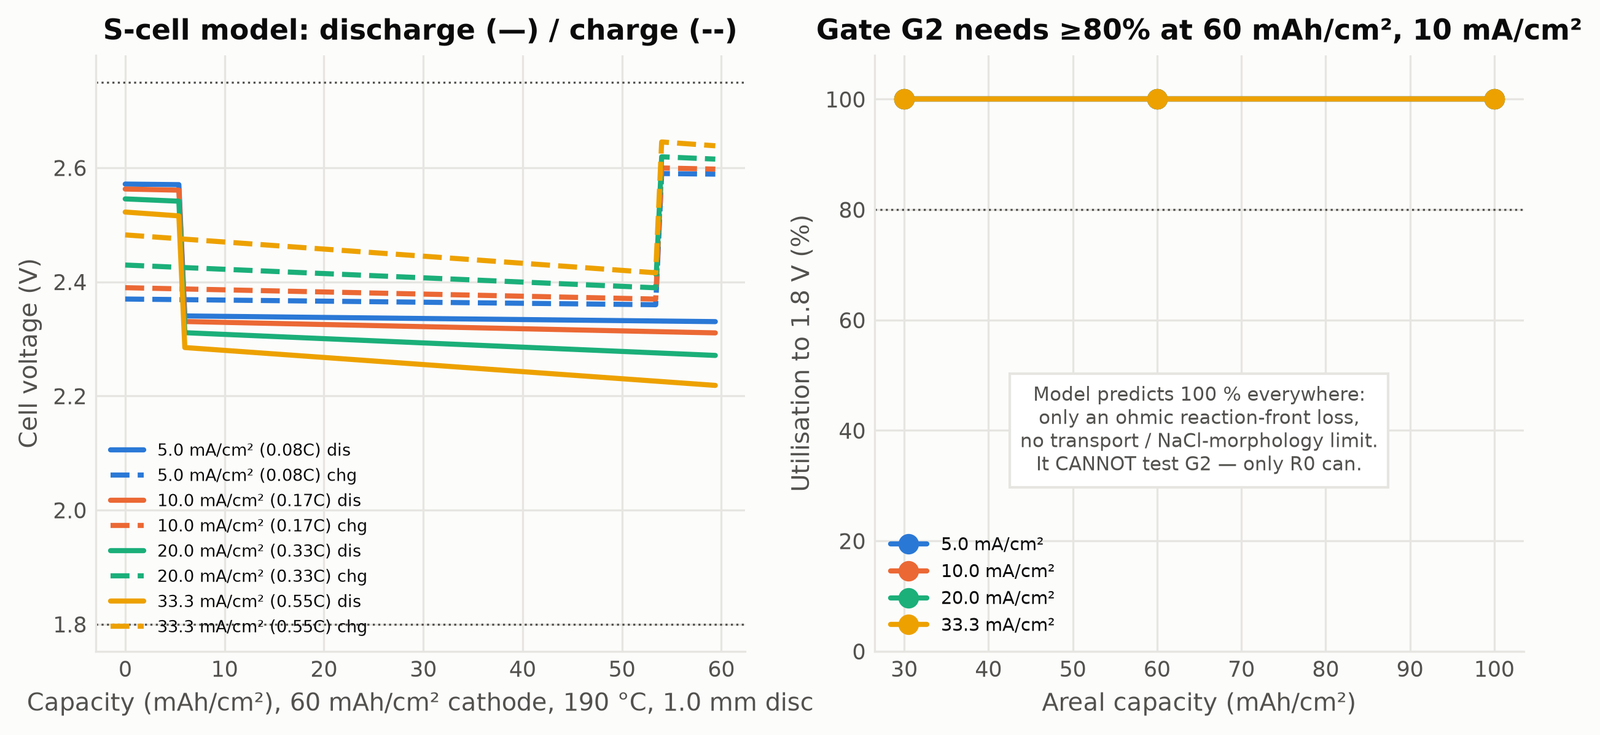 S-cell model: discharge (—) / charge (--)
Cell voltage (V)
2.6
2.4
2.2
2.0
1.8
5.0 mA/cm² (0.08C) dis
5.0 mA/cm² (0.08C) chg
10.0 mA/cm² (0.17C) dis
10.0 mA/cm² (0.17C) chg
20.0 mA/cm² (0.33C) dis
20.0 mA/cm² (0.33C) chg
33.3 mA/cm² (0.55C) dis
33.3 mA/cm² (0.55C) chg
0 10 20 30 40 50 60
Capacity (mAh/cm²), 60 mAh/cm² cathode, 190 °C, 1.0 mm disc
Gate G2 needs ≥80% at 60 mAh/cm², 10 mA/cm²
Utilisation to 1.8 V (%)
100
80
60
40
20
0
Model predicts 100 % everywhere:
only an ohmic reaction-front loss,
no transport / NaCl-morphology limit.
It CANNOT test G2 — only R0 can.
5.0 mA/cm²
10.0 mA/cm²
20.0 mA/cm²
33.3 mA/cm²
30 40 50 60 70 80 90 100
Areal capacity (mAh/cm²)